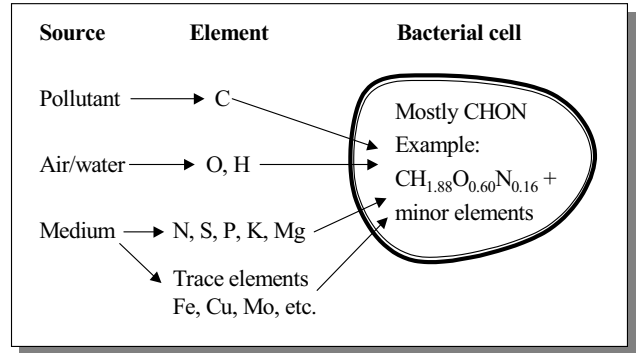 Source Element Bacterial cell
Pollutant C
Air/water O, H
Medium N, S, P, K, Mg
Trace elements
Fe, Cu, Mo, etc.
Mostly CHON
Example:
CH1.88O0.60N0.16 +
minor elements